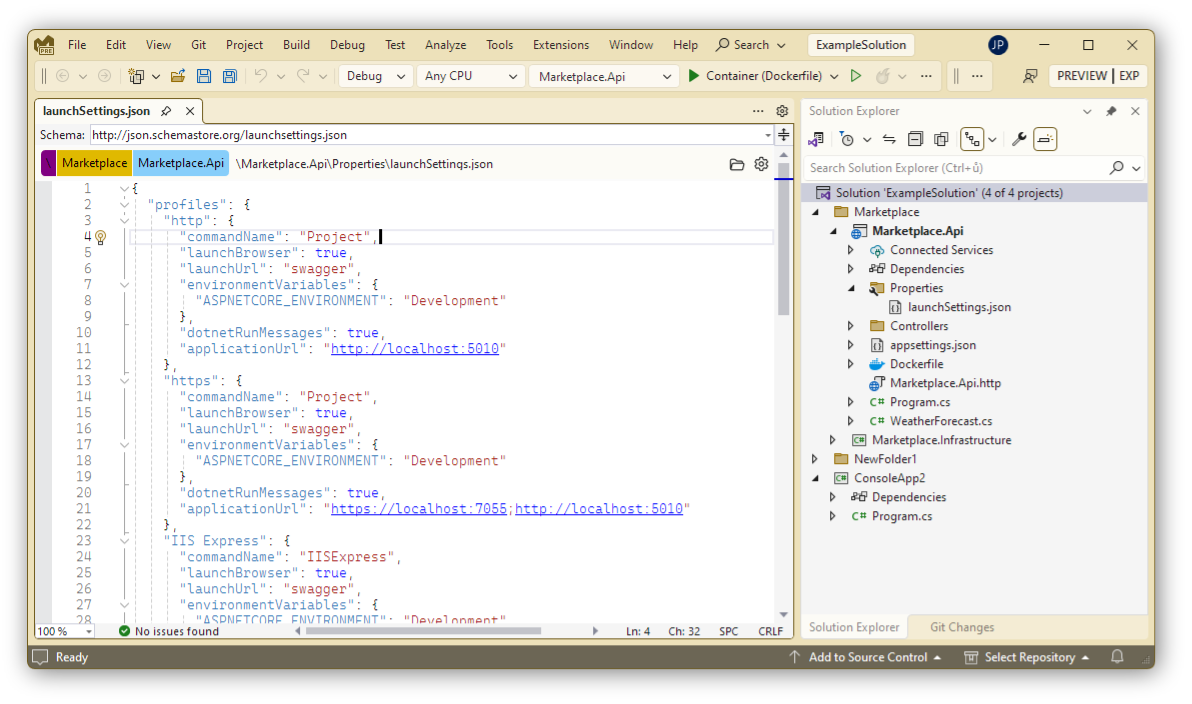 PRE File Edit View Git Project Build Debug Test Analyze Tools Extensions Window Help Search ExampleSolution JP
Debug Any CPU Marketplace.Api Container (Dockerfile) PREVIEW | EXP
launchSettings.json
Schema: http://json.schemastore.org/launchsettings.json
\ Marketplace Marketplace.Api \Marketplace.Api\Properties\launchSettings.json
1 {
2 "profiles": {
3 "http": {
4 "commandName": "Project",
5 "launchBrowser": true,
6 "launchUrl": "swagger",
7 "environmentVariables": {
8 "ASPNETCORE_ENVIRONMENT": "Development"
9 },
10 "dotnetRunMessages": true,
11 "applicationUrl": "http://localhost:5010"
12 },
13 "https": {
14 "commandName": "Project",
15 "launchBrowser": true,
16 "launchUrl": "swagger",
17 "environmentVariables": {
18 "ASPNETCORE_ENVIRONMENT": "Development"
19 },
20 "dotnetRunMessages": true,
21 "applicationUrl": "https://localhost:7055;http://localhost:5010"
22 },
23 "IIS Express": {
24 "commandName": "IISExpress",
25 "launchBrowser": true,
26 "launchUrl": "swagger",
27 "environmentVariables": {
28 "ASPNETCORE_ENVIRONMENT": "Development"
100 % No issues found Ln: 4 Ch: 32 SPC CRLF
Solution Explorer
Search Solution Explorer (Ctrl+ů)
Solution 'ExampleSolution' (4 of 4 projects)
Marketplace
Marketplace.Api
Connected Services
Dependencies
Properties
launchSettings.json
Controllers
appsettings.json
Dockerfile
Marketplace.Api.http
C# Program.cs
C# WeatherForecast.cs
C# Marketplace.Infrastructure
NewFolder1
C# ConsoleApp2
Dependencies
C# Program.cs
Solution Explorer Git Changes
Ready Add to Source Control Select Repository